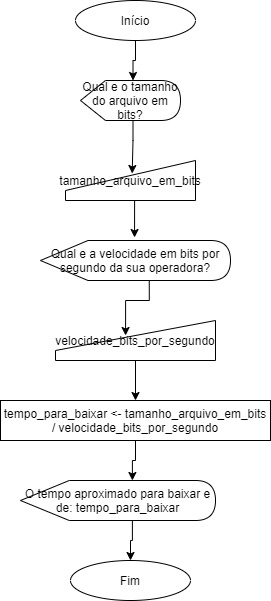 Início
Qual e o tamanho
do arquivo em
bits?
tamanho_arquivo_em_bits
Qual e a velocidade em bits por
segundo da sua operadora?
velocidade_bits_por_segundo
tempo_para_baixar <- tamanho_arquivo_em_bits
/ velocidade_bits_por_segundo
O tempo aproximado para baixar e
de: tempo_para_baixar
Fim